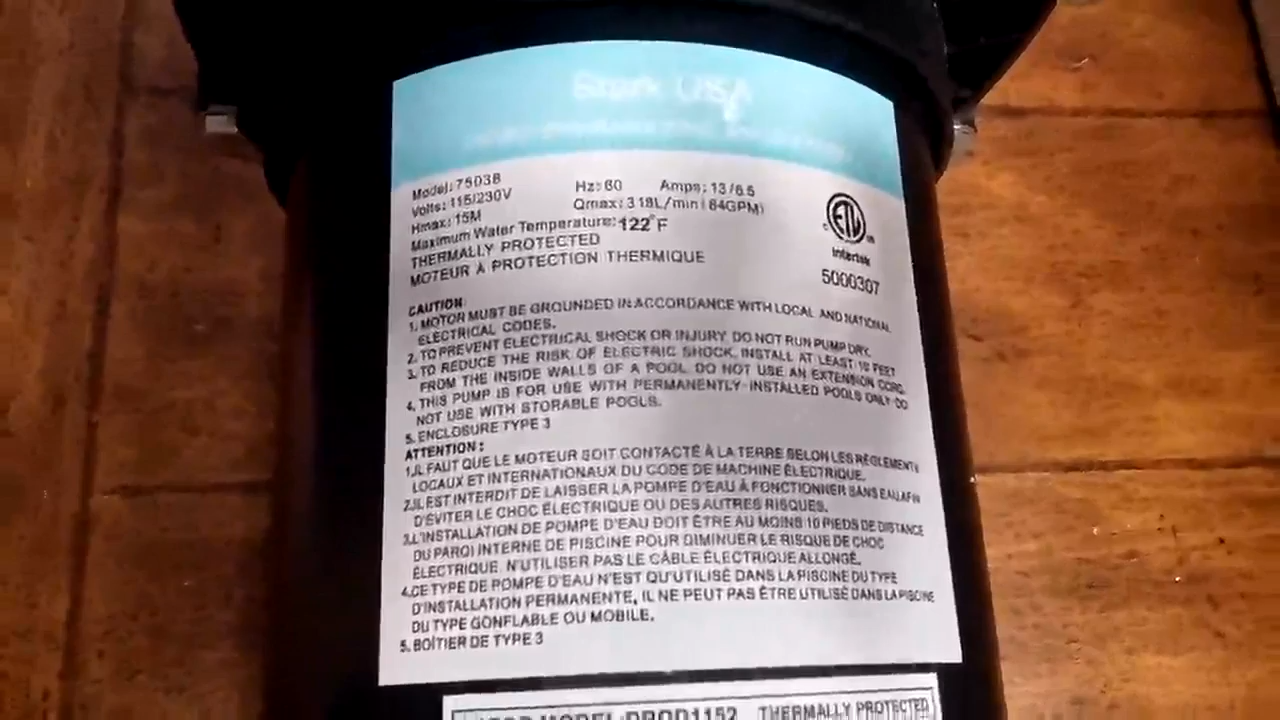 USA
Model: 75038
Volts: 115/230V Hz: 60 Amps: 13/6.5
Hmax: 15M Qmax: 318L/min(84GPM)
Maximum Water Temperature: 122°F
THERMALLY PROTECTED
MOTEUR À PROTECTION THERMIQUE
ETL
Intertek
5000307
CAUTION:
1. MOTOR MUST BE GROUNDED IN ACCORDANCE WITH LOCAL AND NATIONAL
ELECTRICAL CODES.
2. TO PREVENT ELECTRICAL SHOCK OR INJURY DO NOT RUN PUMP DRY.
3. TO REDUCE THE RISK OF ELECTRIC SHOCK, INSTALL AT LEAST 10 FEET
FROM THE INSIDE WALLS OF A POOL. DO NOT USE AN EXTENSION CORD.
4. THIS PUMP IS FOR USE WITH PERMANENTLY-INSTALLED POOLS ONLY-DO
NOT USE WITH STORABLE POOLS.
5. ENCLOSURE TYPE 3
ATTENTION:
1.IL FAUT QUE LE MOTEUR SOIT CONTACTÉ À LA TERRE SELON LES RÉGLEMENTS
LOCAUX ET INTERNATIONAUX DU CODE DE MACHINE ÉLECTRIQUE.
2.IL EST INTERDIT DE LAISSER LA POMPE D'EAU À FONCTIONNER SANS EAU AFIN
D'ÉVITER LE CHOC ÉLECTRIQUE OU DES AUTRES RISQUES.
3.L'INSTALLATION DE POMPE D'EAU DOIT ÊTRE AU MOINS 10 PIEDS DE DISTANCE
DU PAROI INTERNE DE PISCINE POUR DIMINUER LE RISQUE DE CHOC
ÉLECTRIQUE. N'UTILISER PAS LE CÂBLE ÉLECTRIQUE ALLONGÉ.
4.CE TYPE DE POMPE D'EAU N'EST QU'UTILISÉ DANS LA PISCINE DU TYPE
D'INSTALLATION PERMANENTE, IL NE PEUT PAS ÊTRE UTILISÉ DANS LA PISCINE
DU TYPE GONFLABLE OU MOBILE.
5. BOÎTIER DE TYPE 3
MODEL: THERMALLY PROTECTED